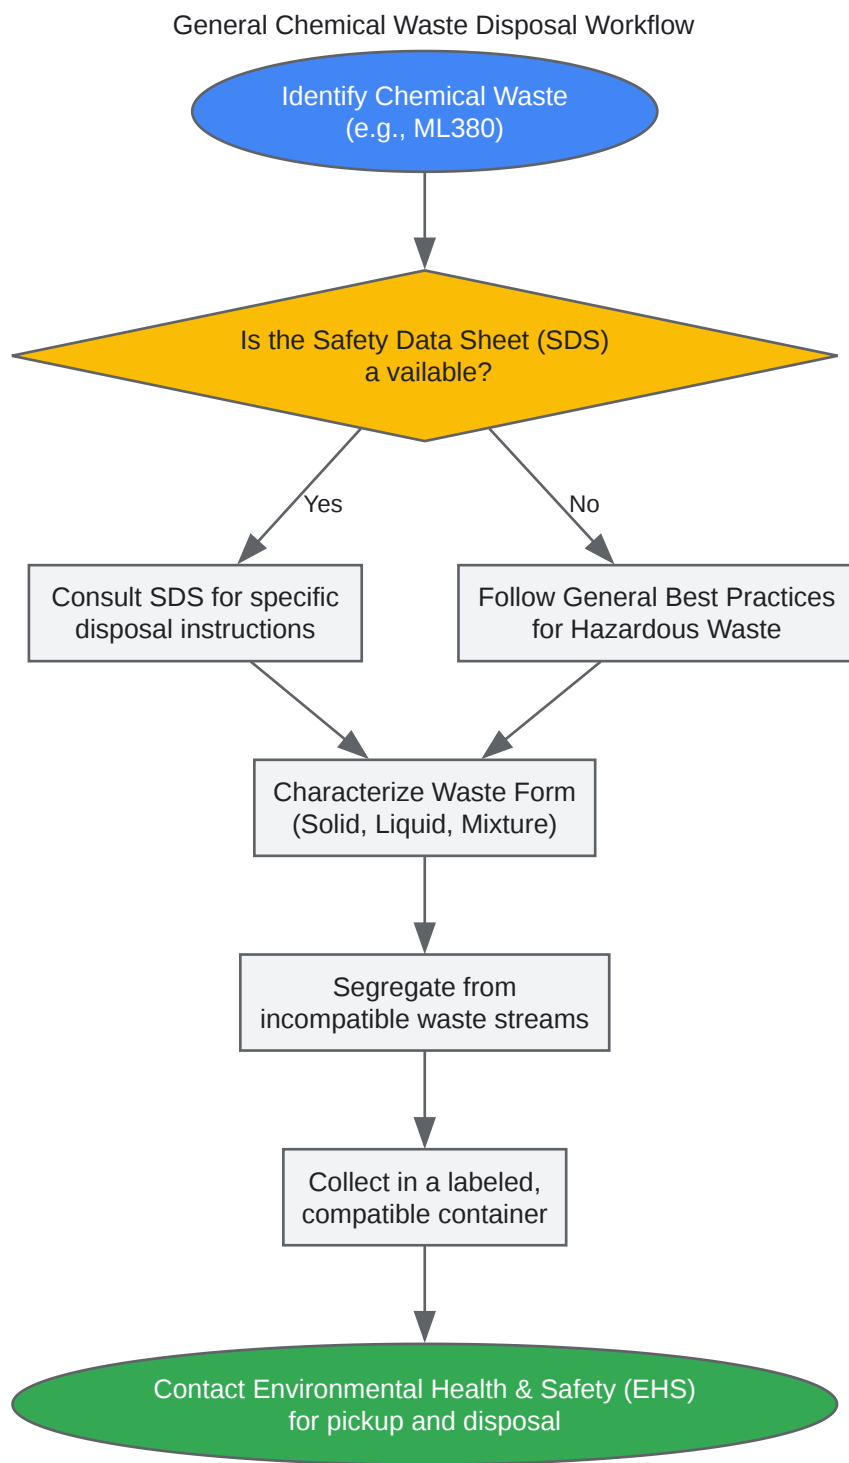 General Chemical Waste Disposal Workflow
Identify Chemical Waste
(e.g., ML380)
Is the Safety Data Sheet (SDS)
a vailable?
Yes
No
Consult SDS for specific
disposal instructions
Follow General Best Practices
for Hazardous Waste
Characterize Waste Form
(Solid, Liquid, Mixture)
Segregate from
incompatible waste streams
Collect in a labeled,
compatible container
Contact Environmental Health & Safety (EHS)
for pickup and disposal